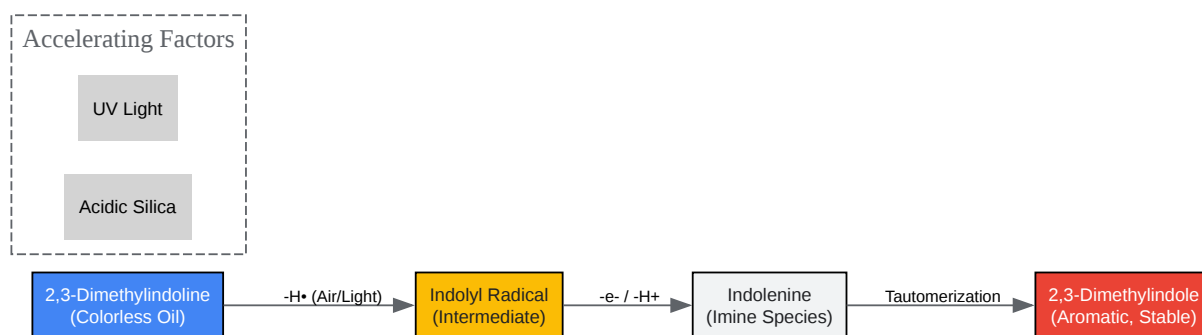 Accelerating Factors
UV Light
Acidic Silica
2,3-Dimethylindoline
(Colorless Oil)
-H• (Air/Light)
Indolyl Radical
(Intermediate)
-e- / -H+
Indolenine
(Imine Species)
Tautomerization
2,3-Dimethylindole
(Aromatic, Stable)